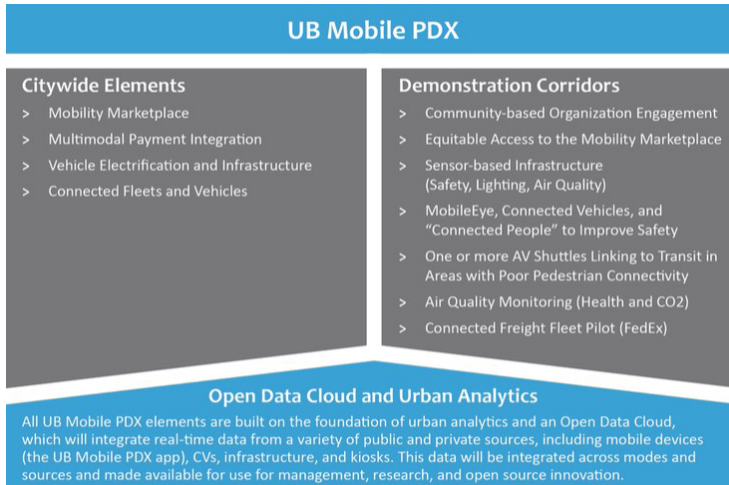 UB Mobile PDX
Citywide Elements
> Mobility Marketplace
> Multimodal Payment Integration
> Vehicle Electrification and Infrastructure
> Connected Fleets and Vehicles
Demonstration Corridors
> Community-based Organization Engagement
> Equitable Access to the Mobility Marketplace
> Sensor-based Infrastructure
(Safety, Lighting, Air Quality)
> MobileEye, Connected Vehicles, and
“Connected People” to Improve Safety
> One or more AV Shuttles Linking to Transit in
Areas with Poor Pedestrian Connectivity
> Air Quality Monitoring (Health and CO2)
> Connected Freight Fleet Pilot (FedEx)
Open Data Cloud and Urban Analytics
All UB Mobile PDX elements are built on the foundation of urban analytics and an Open Data Cloud,
which will integrate real-time data from a variety of public and private sources, including mobile devices
(the UB Mobile PDX app), CVs, infrastructure, and kiosks. This data will be integrated across modes and
sources and made available for use for management, research, and open source innovation.